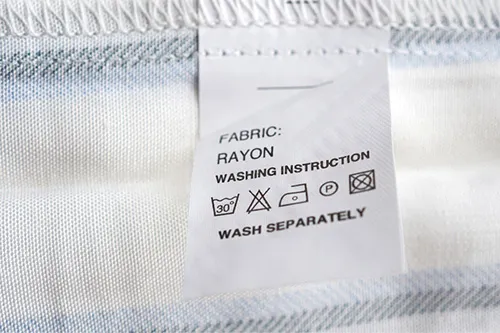 FABRIC:
RAYON
WASHING INSTRUCTION
30° P
WASH SEPARATELY